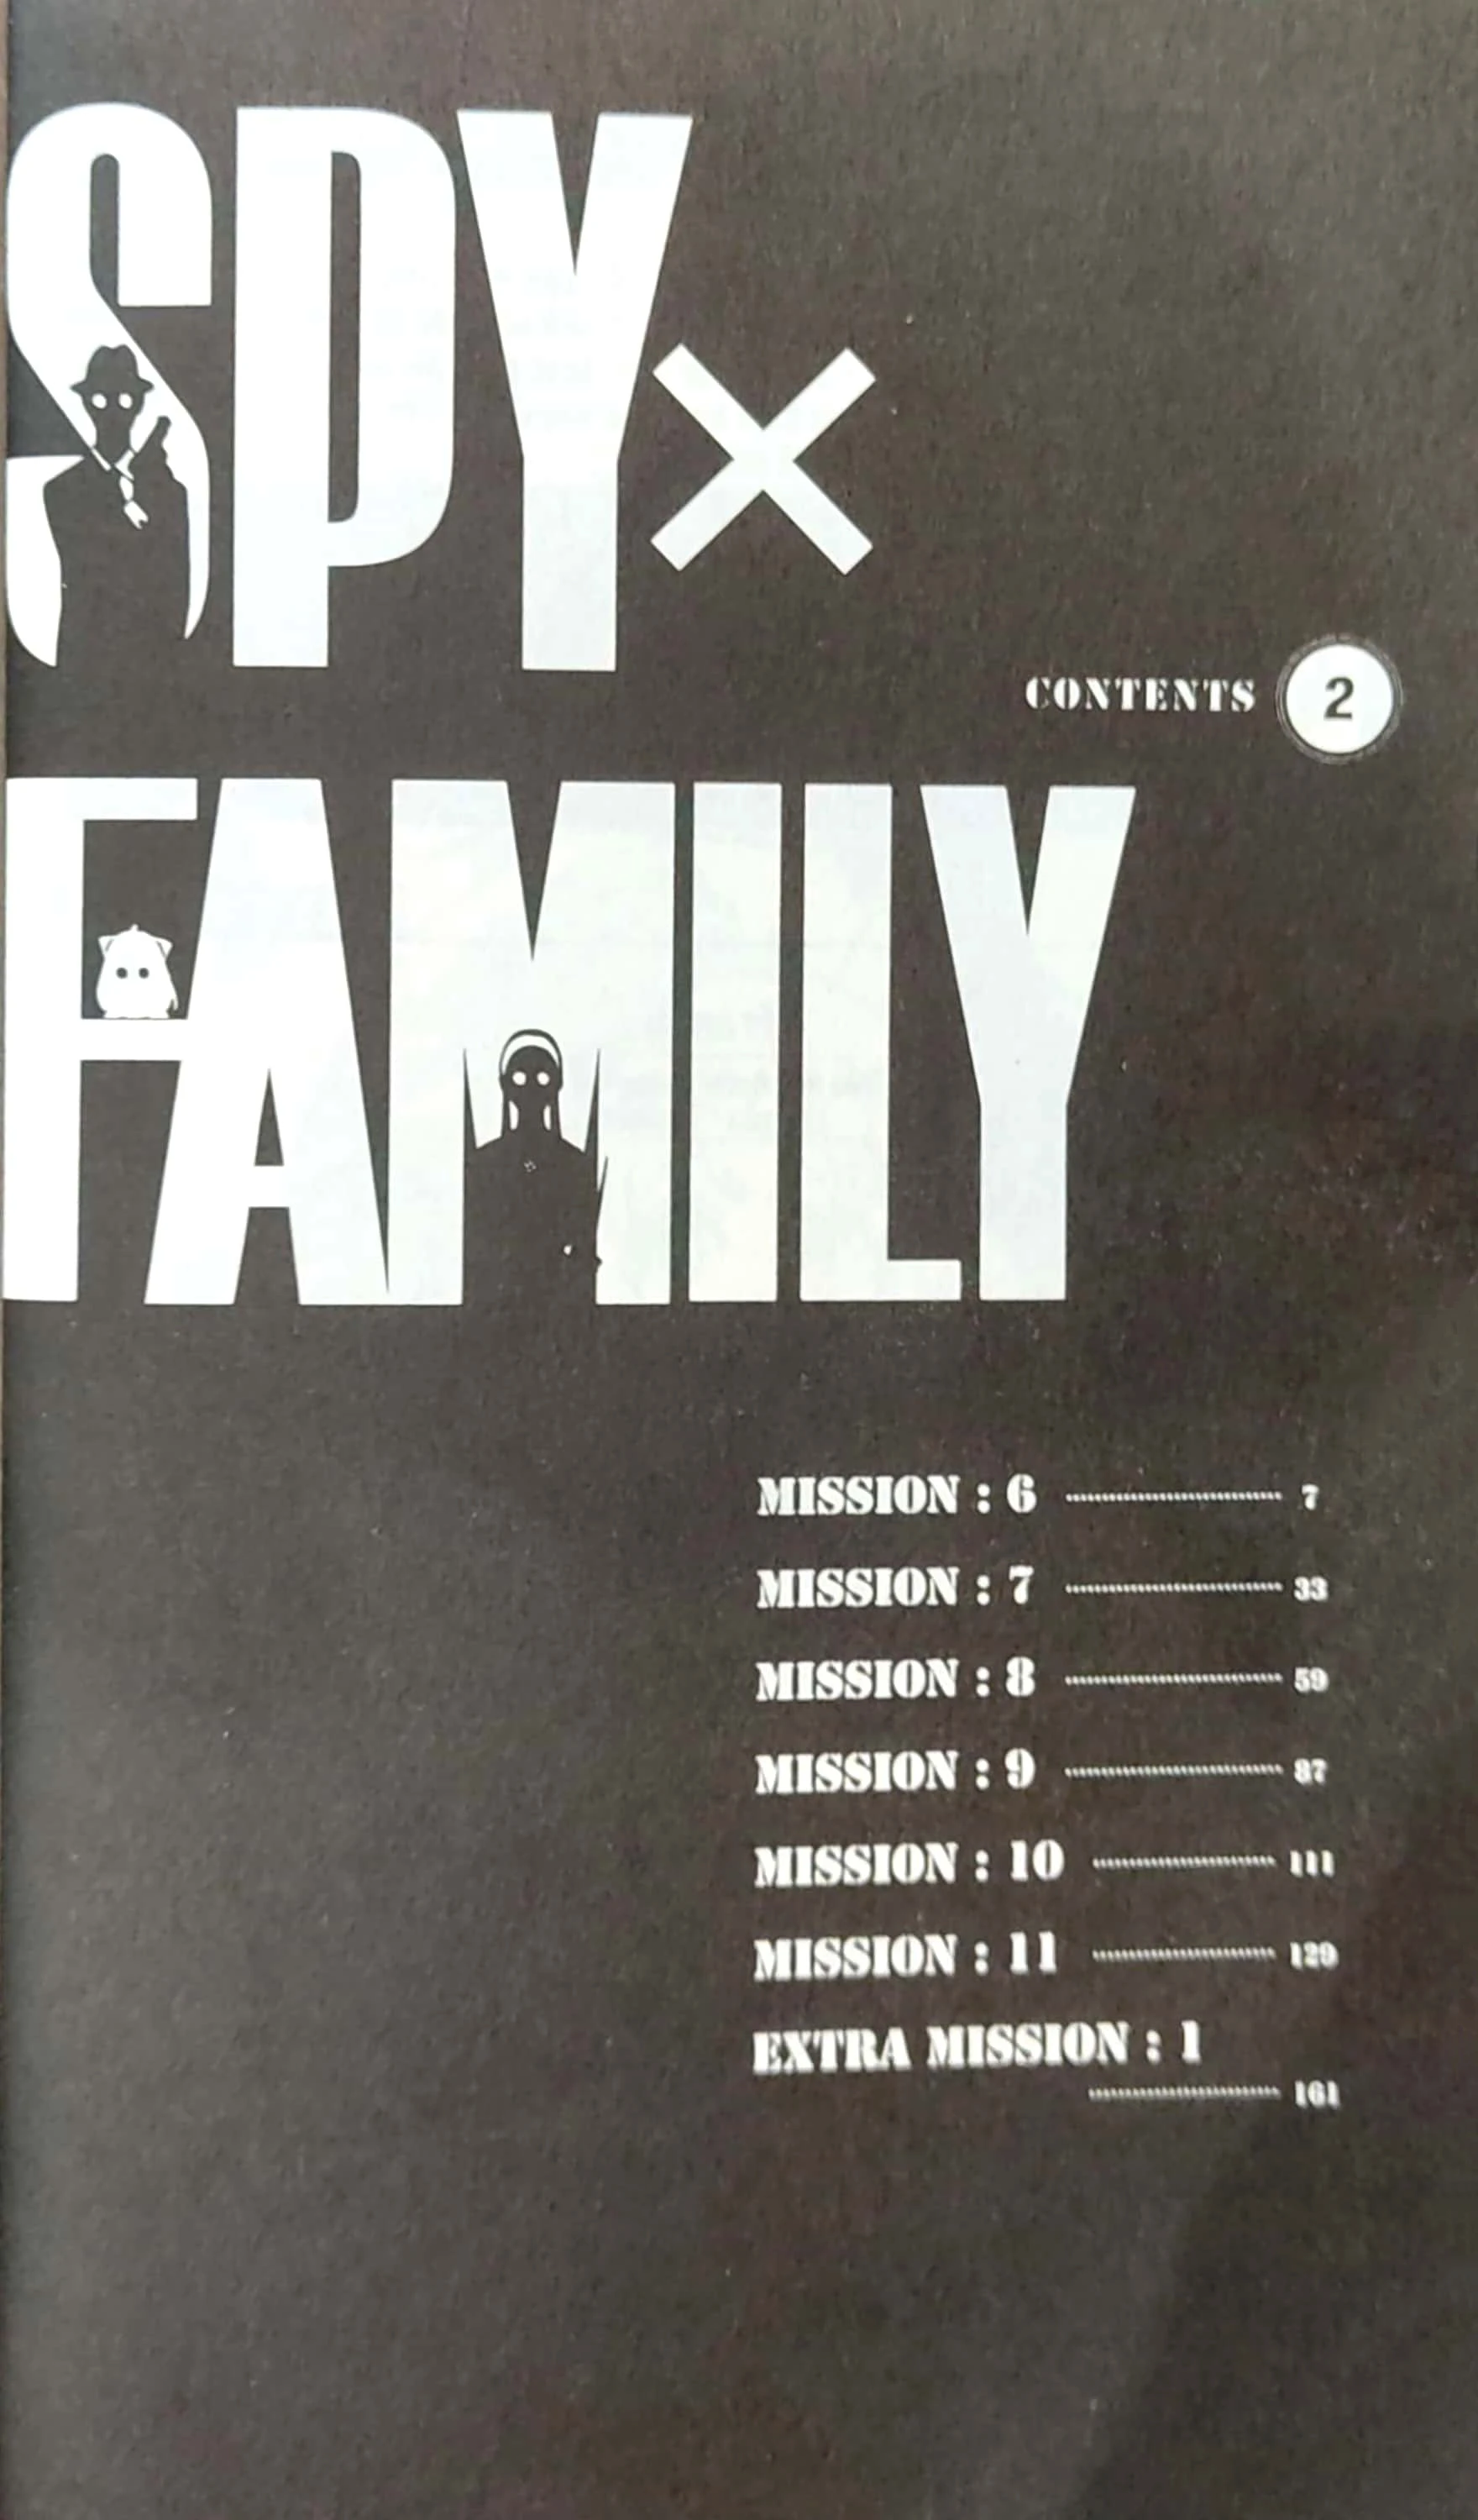 SPY×
CONTENTS 2
FAMILY
MISSION : 6 7
MISSION : 7 33
MISSION : 8 59
MISSION : 9 87
MISSION : 10 111
MISSION : 11 129
EXTRA MISSION : 1
161